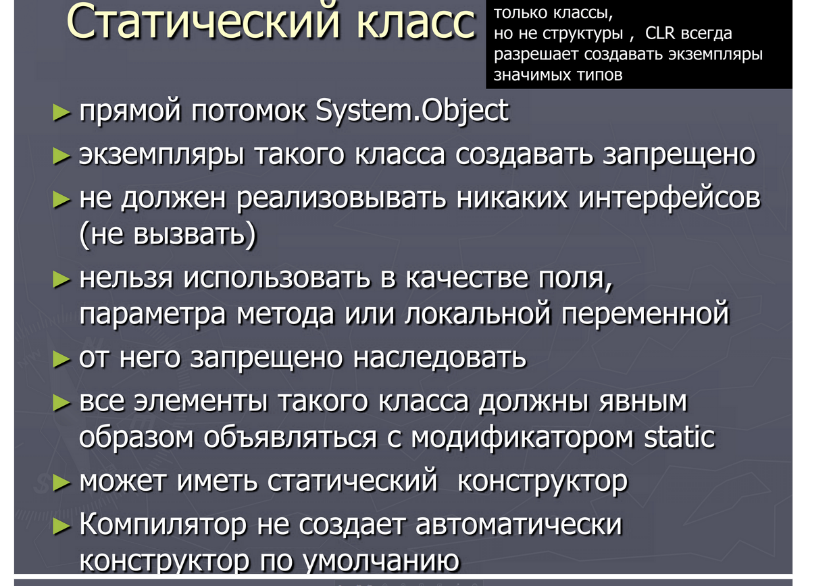 Статический класс
только классы,
но не структуры , CLR всегда
разрешает создавать экземпляры
значимых типов
► прямой потомок System.Object
► экземпляры такого класса создавать запрещено
► не должен реализовывать никаких интерфейсов
(не вызвать)
► нельзя использовать в качестве поля,
параметра метода или локальной переменной
► от него запрещено наследовать
► все элементы такого класса должны явным
образом объявляться с модификатором static
► может иметь статический конструктор
► Компилятор не создает автоматически
конструктор по умолчанию